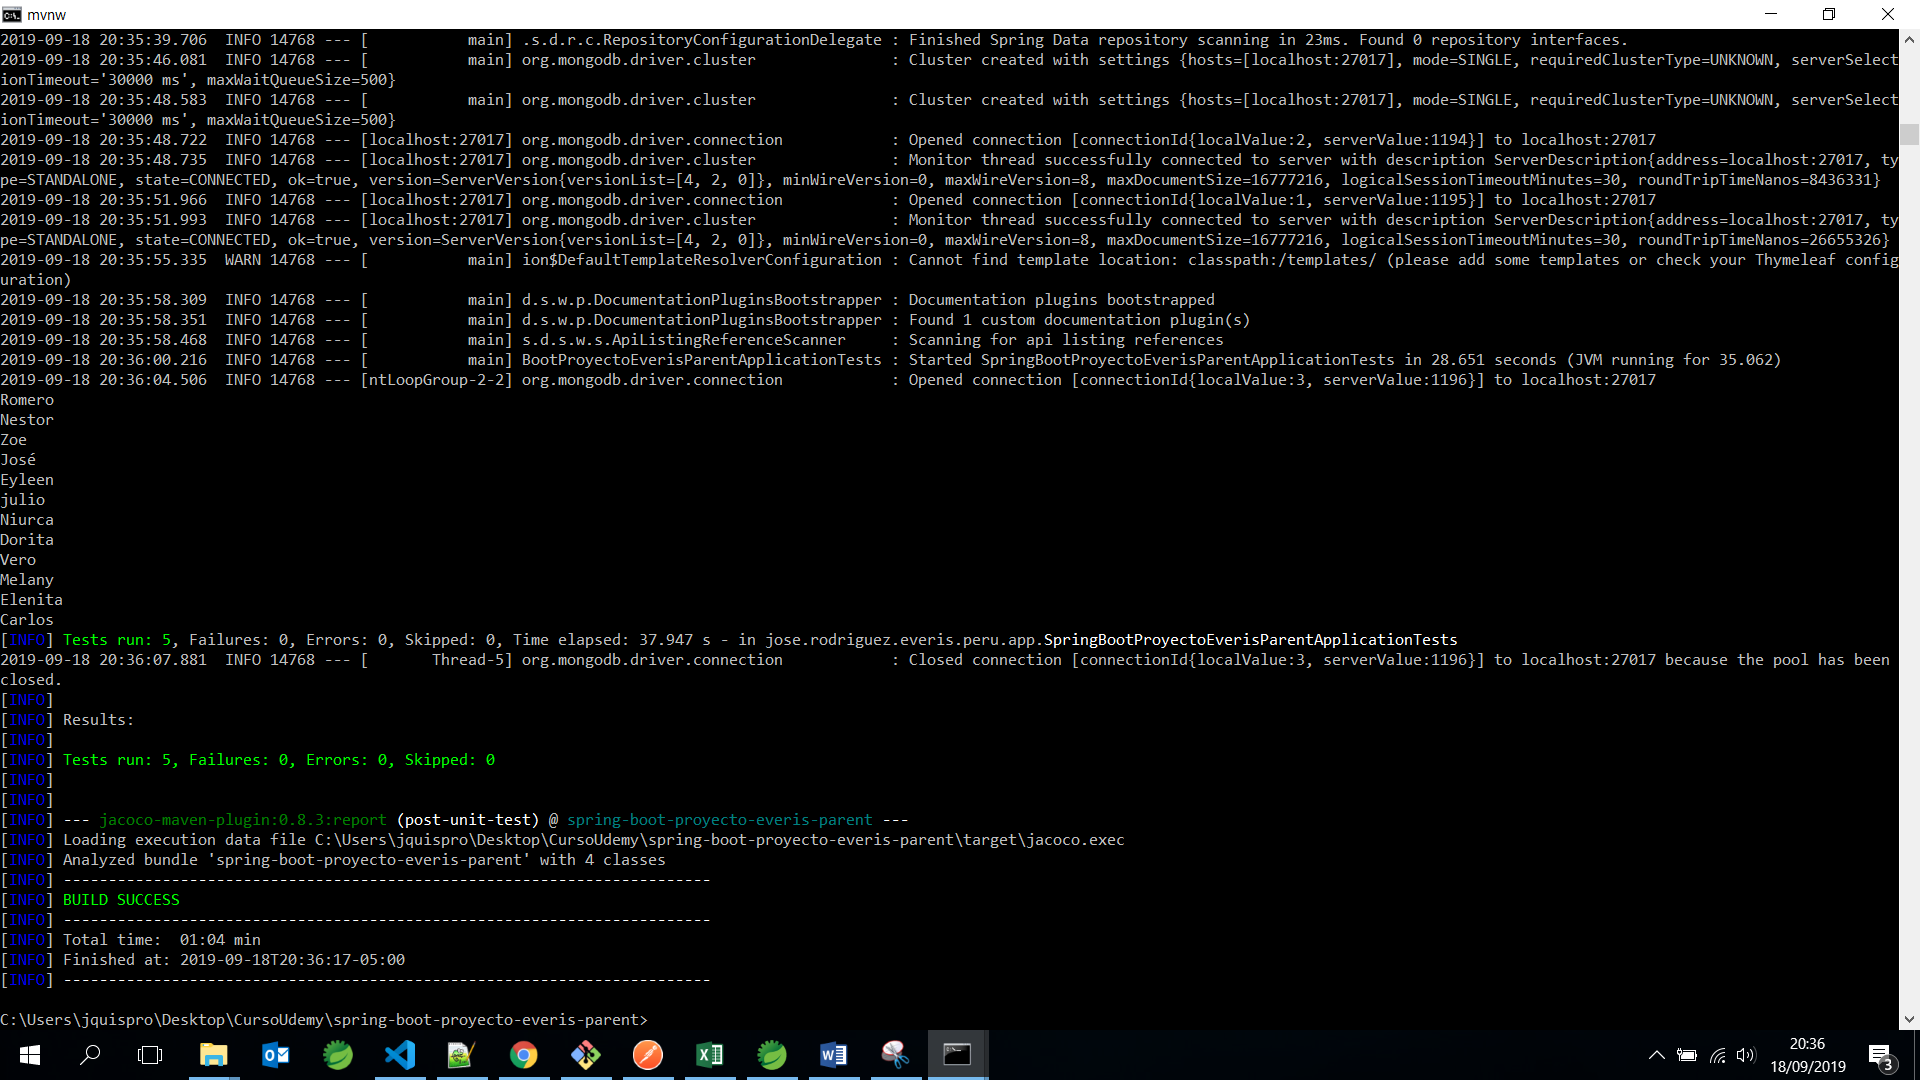 mvnw
2019-09-18 20:35:39.706  INFO 14768 --- [           main] .s.d.r.c.RepositoryConfigurationDelegate : Finished Spring Data repository scanning in 23ms. Found 0 repository interfaces.
2019-09-18 20:35:46.081  INFO 14768 --- [           main] org.mongodb.driver.cluster               : Cluster created with settings {hosts=[localhost:27017], mode=SINGLE, requiredClusterType=UNKNOWN, serverSelect
ionTimeout='30000 ms', maxWaitQueueSize=500}
2019-09-18 20:35:48.583  INFO 14768 --- [           main] org.mongodb.driver.cluster               : Cluster created with settings {hosts=[localhost:27017], mode=SINGLE, requiredClusterType=UNKNOWN, serverSelect
ionTimeout='30000 ms', maxWaitQueueSize=500}
2019-09-18 20:35:48.722  INFO 14768 --- [localhost:27017] org.mongodb.driver.connection            : Opened connection [connectionId{localValue:2, serverValue:1194}] to localhost:27017
2019-09-18 20:35:48.735  INFO 14768 --- [localhost:27017] org.mongodb.driver.cluster               : Monitor thread successfully connected to server with description ServerDescription{address=localhost:27017, ty
pe=STANDALONE, state=CONNECTED, ok=true, version=ServerVersion{versionList=[4, 2, 0]}, minWireVersion=0, maxWireVersion=8, maxDocumentSize=16777216, logicalSessionTimeoutMinutes=30, roundTripTimeNanos=8436331}
2019-09-18 20:35:51.966  INFO 14768 --- [localhost:27017] org.mongodb.driver.connection            : Opened connection [connectionId{localValue:1, serverValue:1195}] to localhost:27017
2019-09-18 20:35:51.993  INFO 14768 --- [localhost:27017] org.mongodb.driver.cluster               : Monitor thread successfully connected to server with description ServerDescription{address=localhost:27017, ty
pe=STANDALONE, state=CONNECTED, ok=true, version=ServerVersion{versionList=[4, 2, 0]}, minWireVersion=0, maxWireVersion=8, maxDocumentSize=16777216, logicalSessionTimeoutMinutes=30, roundTripTimeNanos=26655326}
2019-09-18 20:35:55.335  WARN 14768 --- [           main] ion$DefaultTemplateResolverConfiguration : Cannot find template location: classpath:/templates/ (please add some templates or check your Thymeleaf config
uration)
2019-09-18 20:35:58.309  INFO 14768 --- [           main] d.s.w.p.DocumentationPluginsBootstrapper : Documentation plugins bootstrapped
2019-09-18 20:35:58.351  INFO 14768 --- [           main] d.s.w.p.DocumentationPluginsBootstrapper : Found 1 custom documentation plugin(s)
2019-09-18 20:35:58.468  INFO 14768 --- [           main] s.d.s.w.s.ApiListingReferenceScanner     : Scanning for api listing references
2019-09-18 20:36:00.216  INFO 14768 --- [           main] BootProyectoEverisParentApplicationTests : Started SpringBootProyectoEverisParentApplicationTests in 28.651 seconds (JVM running for 35.062)
2019-09-18 20:36:04.506  INFO 14768 --- [ntLoopGroup-2-2] org.mongodb.driver.connection            : Opened connection [connectionId{localValue:3, serverValue:1196}] to localhost:27017
Romero
Nestor
Zoe
José
Eyleen
julio
Niurca
Dorita
Vero
Melany
Elenita
Carlos
[INFO] Tests run: 5, Failures: 0, Errors: 0, Skipped: 0, Time elapsed: 37.947 s - in jose.rodriguez.everis.peru.app.SpringBootProyectoEverisParentApplicationTests
2019-09-18 20:36:07.881  INFO 14768 --- [       Thread-5] org.mongodb.driver.connection            : Closed connection [connectionId{localValue:3, serverValue:1196}] to localhost:27017 because the pool has been
closed.
[INFO]
[INFO] Results:
[INFO]
[INFO] Tests run: 5, Failures: 0, Errors: 0, Skipped: 0
[INFO]
[INFO]
[INFO] --- jacoco-maven-plugin:0.8.3:report (post-unit-test) @ spring-boot-proyecto-everis-parent ---
[INFO] Loading execution data file C:\Users\jquispro\Desktop\CursoUdemy\spring-boot-proyecto-everis-parent\target\jacoco.exec
[INFO] Analyzed bundle 'spring-boot-proyecto-everis-parent' with 4 classes
[INFO] ------------------------------------------------------------------------
[INFO] BUILD SUCCESS
[INFO] ------------------------------------------------------------------------
[INFO] Total time:  01:04 min
[INFO] Finished at: 2019-09-18T20:36:17-05:00
[INFO] ------------------------------------------------------------------------
C:\Users\jquispro\Desktop\CursoUdemy\spring-boot-proyecto-everis-parent>
20:36
18/09/2019
3